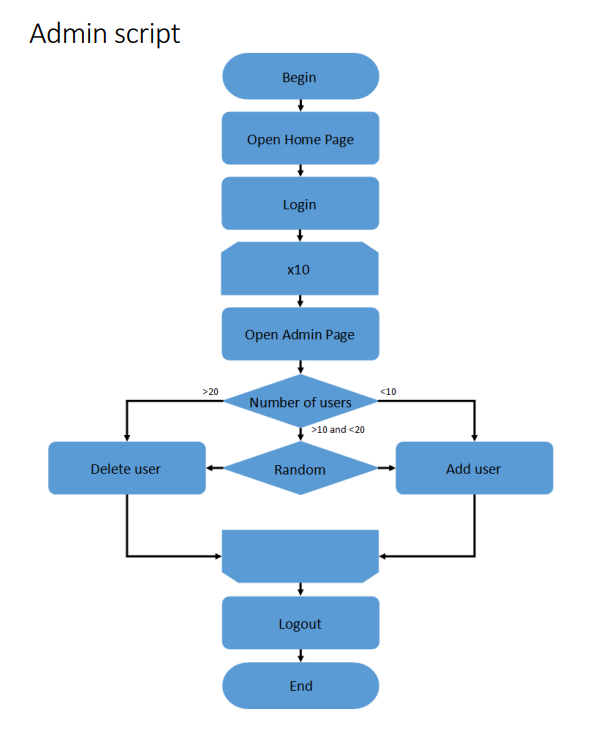 Admin script
Begin
Open Home Page
Login
x10
Open Admin Page
>20
<10
Number of users
>10 and <20
Delete user
Random
Add user
Logout
End